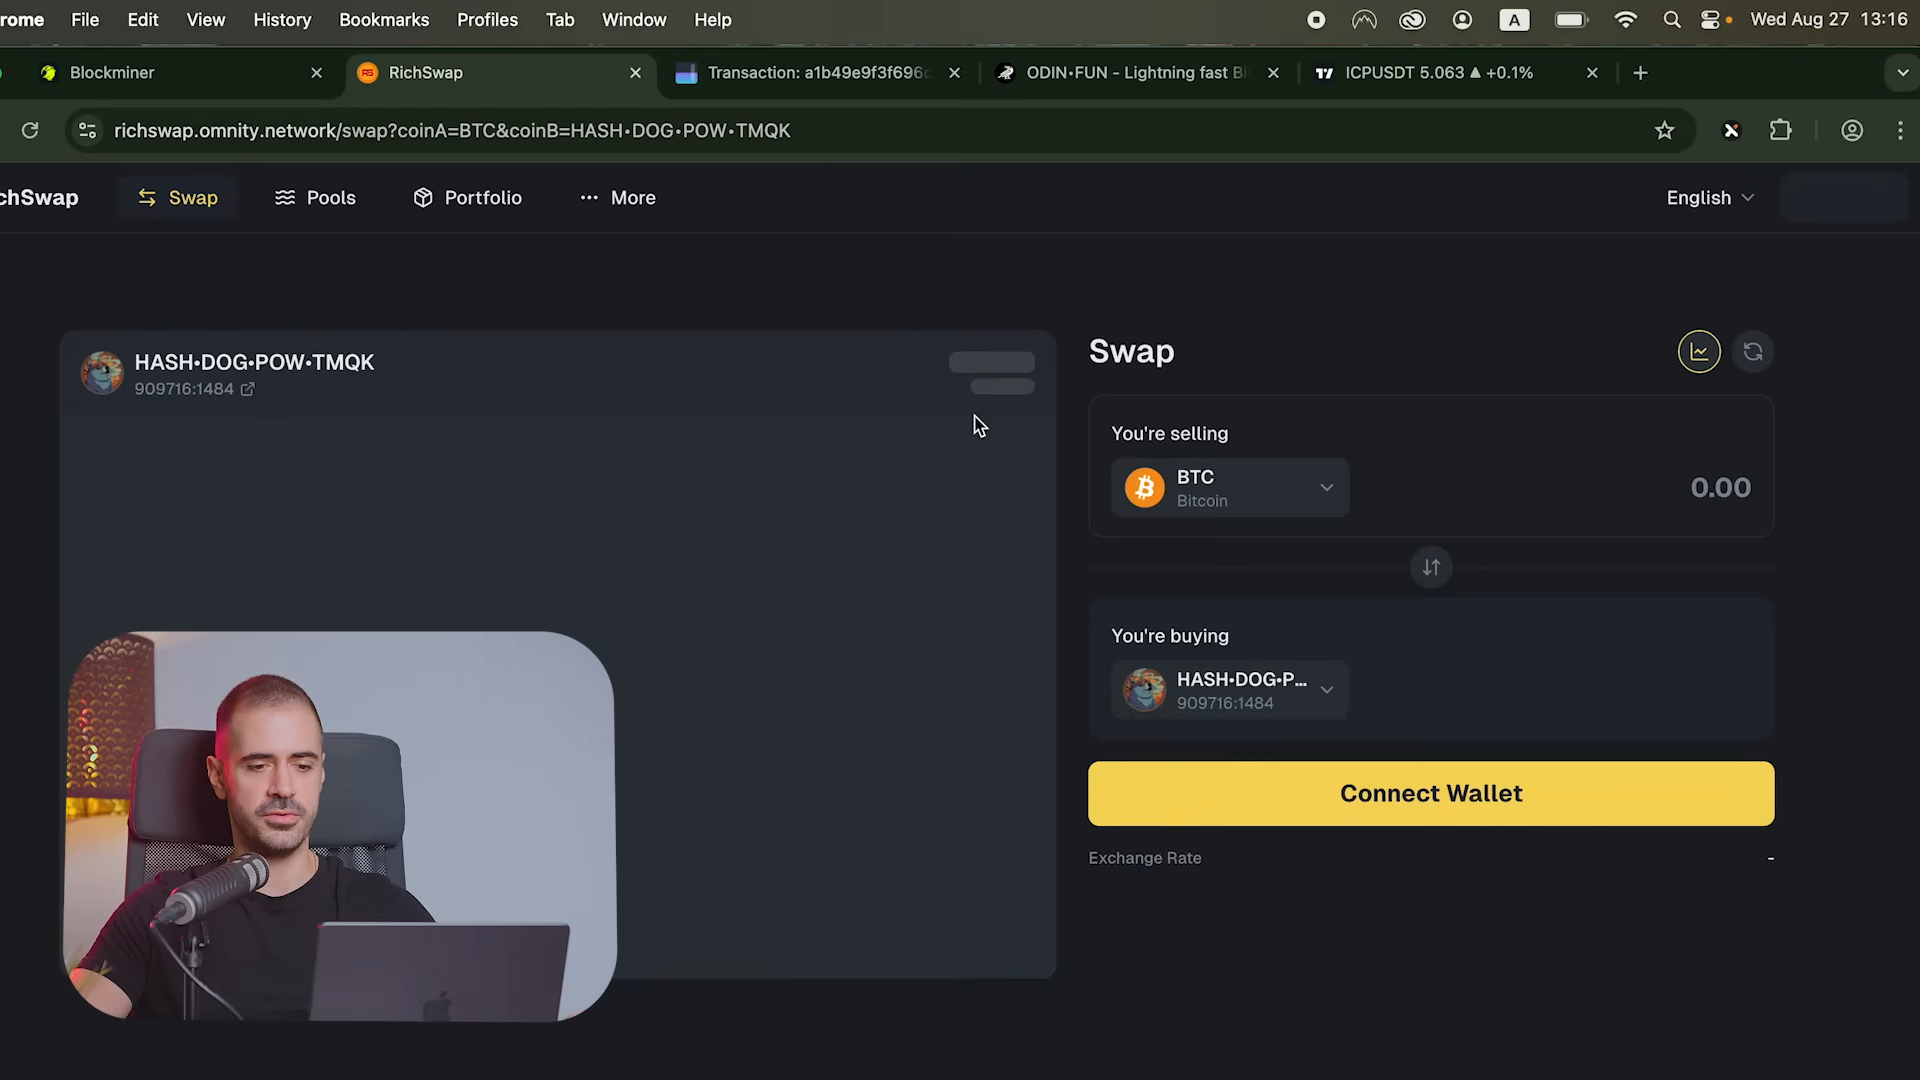 rome File Edit View History Bookmarks Profiles Tab Window Help A Wed Aug 27 13:16
Blockminer RichSwap Transaction: a1b49e9f3f696c ODIN•FUN - Lightning fast Bi ICPUSDT 5.063 ▲ +0.1%
richswap.omnity.network/swap?coinA=BTC&coinB=HASH•DOG•POW•TMQK
chSwap Swap Pools Portfolio More English
HASH•DOG•POW•TMQK
909716:1484
Swap
You're selling
BTC
Bitcoin
0.00
You're buying
HASH•DOG•P...
909716:1484
Connect Wallet
Exchange Rate -